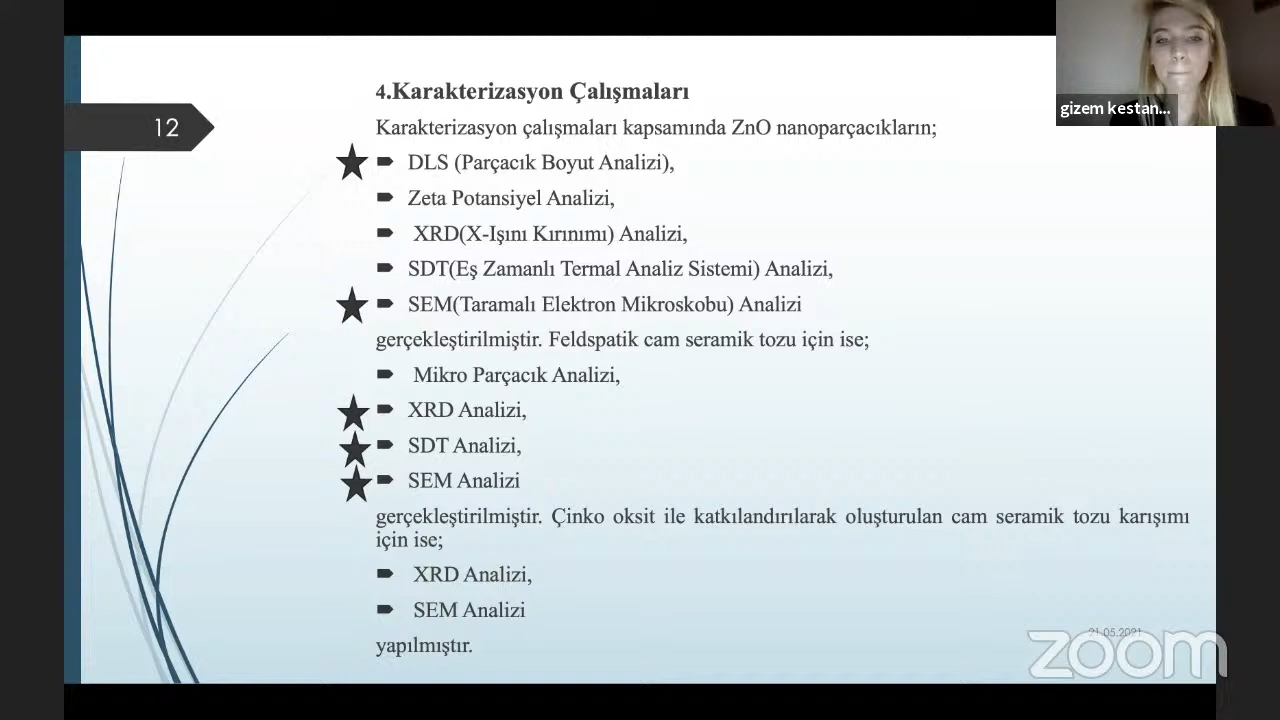 4.Karakterizasyon Çalışmaları
12
gizem kestan...
Karakterizasyon çalışmaları kapsamında ZnO nanoparçacıkların;
DLS (Parçacık Boyut Analizi),
Zeta Potansiyel Analizi,
XRD(X-Işını Kırınımı) Analizi,
SDT(Eş Zamanlı Termal Analiz Sistemi) Analizi,
SEM(Taramalı Elektron Mikroskobu) Analizi
gerçekleştirilmiştir. Feldspatik cam seramik tozu için ise;
Mikro Parçacık Analizi,
XRD Analizi,
SDT Analizi,
SEM Analizi
gerçekleştirilmiştir. Çinko oksit ile katkılandırılarak oluşturulan cam seramik tozu karışımı
için ise;
XRD Analizi,
SEM Analizi
yapılmıştır.
21.05.2021
zoom